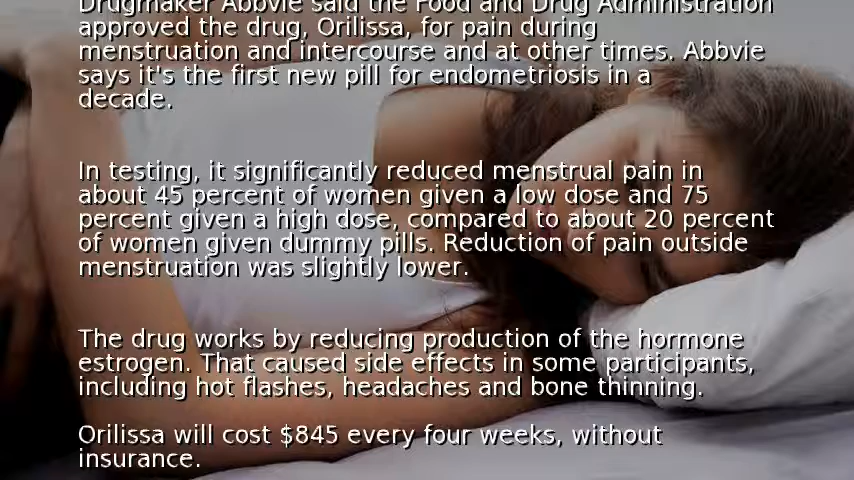 Drugmaker Abbvie said the Food and Drug Administration
approved the drug, Orilissa, for pain during
menstruation and intercourse and at other times. Abbvie
says it's the first new pill for endometriosis in a
decade.
In testing, it significantly reduced menstrual pain in
about 45 percent of women given a low dose and 75
percent given a high dose, compared to about 20 percent
of women given dummy pills. Reduction of pain outside
menstruation was slightly lower.
The drug works by reducing production of the hormone
estrogen. That caused side effects in some participants,
including hot flashes, headaches and bone thinning.
Orilissa will cost $845 every four weeks, without
insurance.